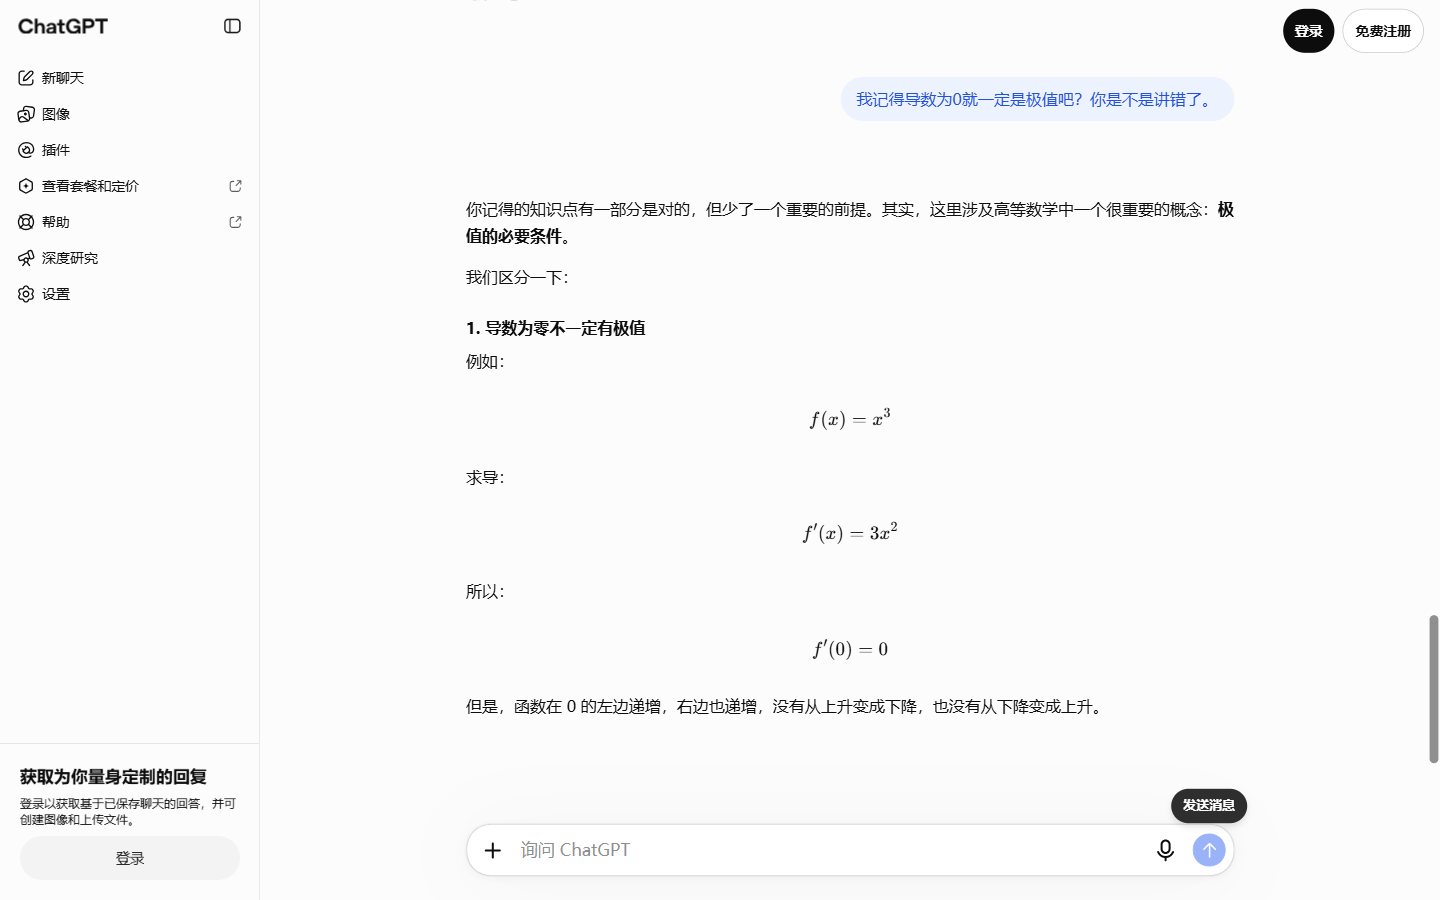 ChatGPT
新聊天
图像
插件
查看套餐和定价
帮助
深度研究
设置
获取为你量身定制的回复
登录以获取基于已保存聊天的回答，并可
创建图像和上传文件。
登录
登录
免费注册
我记得导数为0就一定是极值吧？你是不是讲错了。
你记得的知识点有一部分是对的，但少了一个重要的前提。其实，这里涉及高等数学中一个很重要的概念：极
值的必要条件。
我们区分一下：
1. 导数为零不一定有极值
例如：
f(x) = x³
求导：
f′(x) = 3x²
所以：
f′(0) = 0
但是，函数在 0 的左边递增，右边也递增，没有从上升变成下降，也没有从下降变成上升。
发送消息
询问 ChatGPT